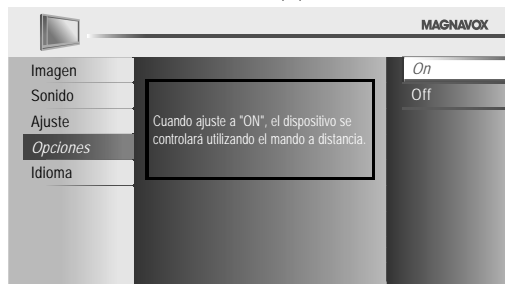 MAGNAVOX
Imagen
Sonido
Ajuste
Opciones
Idioma
Cuando ajuste a "ON", el dispositivo se
controlará utilizando el mando a distancia.
On
Off